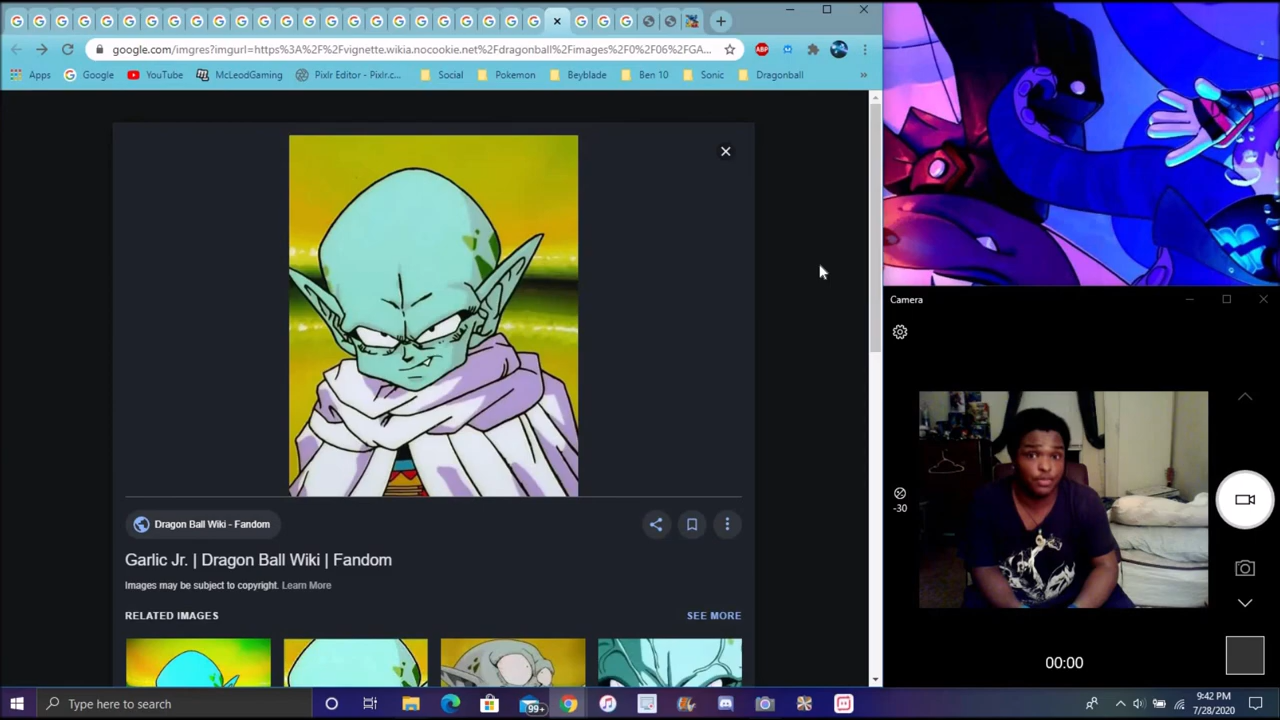 google.com/imgres?imgurl=https%3A%2F%2Fvignette.wikia.nocookie.net%2Fdragonball%2Fimages%2F0%2F06%2FGA...
ABP
Apps Google YouTube McLeodGaming Pixlr Editor - Pixlr.c... Social Pokemon Beyblade Ben 10 Sonic Dragonball »
Camera
-30
Dragon Ball Wiki - Fandom
Garlic Jr. | Dragon Ball Wiki | Fandom
Images may be subject to copyright. Learn More
RELATED IMAGES
SEE MORE
00:00
Type here to search
99+
9:42 PM
7/28/2020